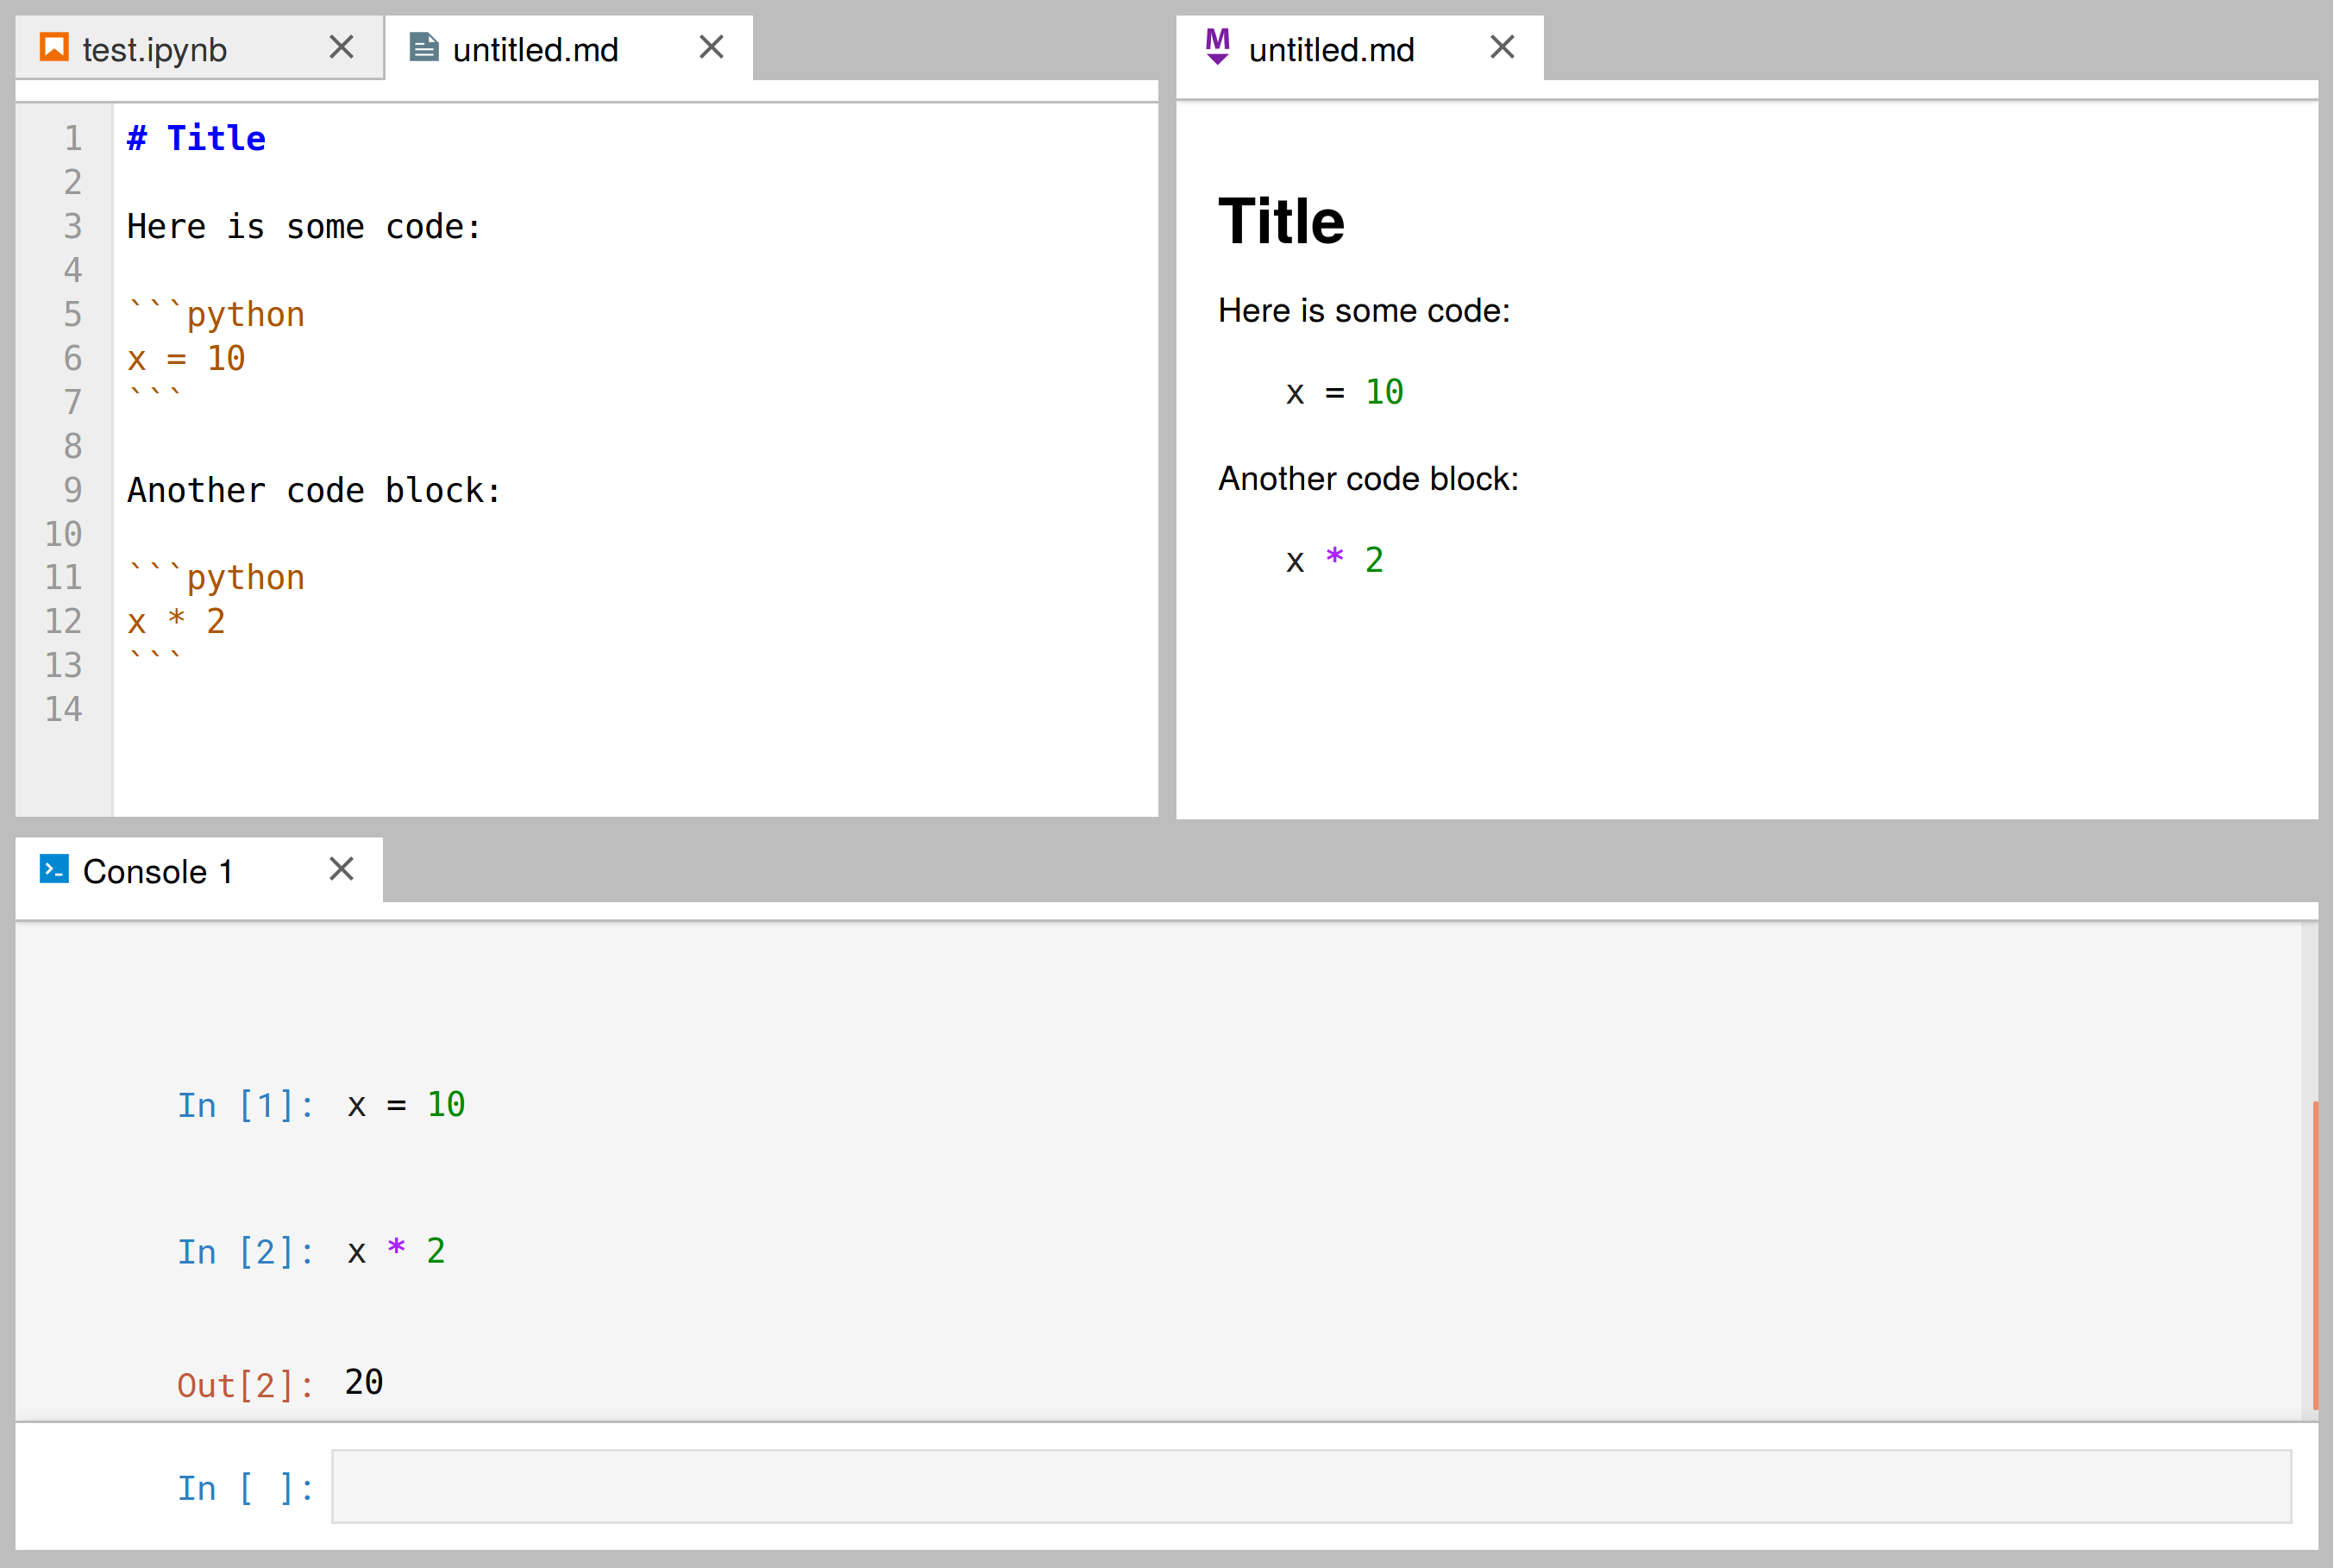 test.ipynb
untitled.md
1 # Title
2
3 Here is some code:
4
5 ```python
6 x = 10
7 ```
8
9 Another code block:
10
11 ```python
12 x * 2
13 ```
14
M untitled.md
Title
Here is some code:
x = 10
Another code block:
x * 2
Console 1
In [1]: x = 10
In [2]: x * 2
Out[2]: 20
In [ ]: